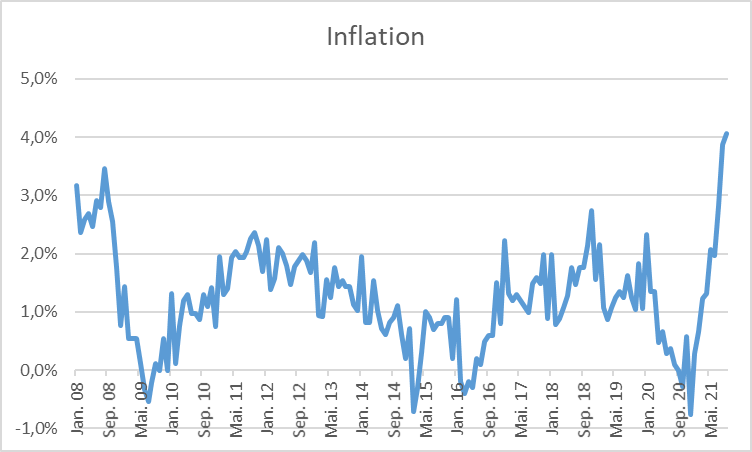 Inflation
5,0%
4,0%
3,0%
2,0%
1,0%
0,0%
-1,0%
Jan. 08
Sep. 08
Mai. 09
Jan. 10
Sep. 10
Mai. 11
Jan. 12
Sep. 12
Mai. 13
Jan. 14
Sep. 14
Mai. 15
Jan. 16
Sep. 16
Mai. 17
Jan. 18
Sep. 18
Mai. 19
Jan. 20
Sep. 20
Mai. 21